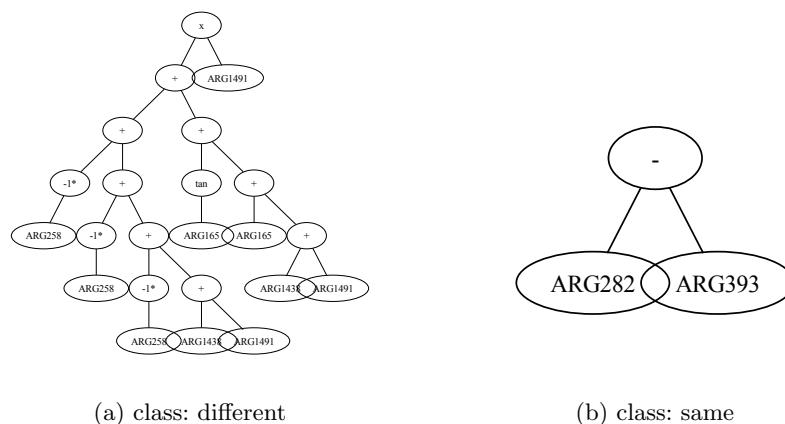 x
+ ARG1491
+ +
-1* + tan +
ARG258 -1* + ARG165 ARG165 +
ARG258 -1* + ARG1438 ARG1491
ARG258 ARG1438 ARG1491
-
ARG282 ARG393
(a) class: different
(b) class: same